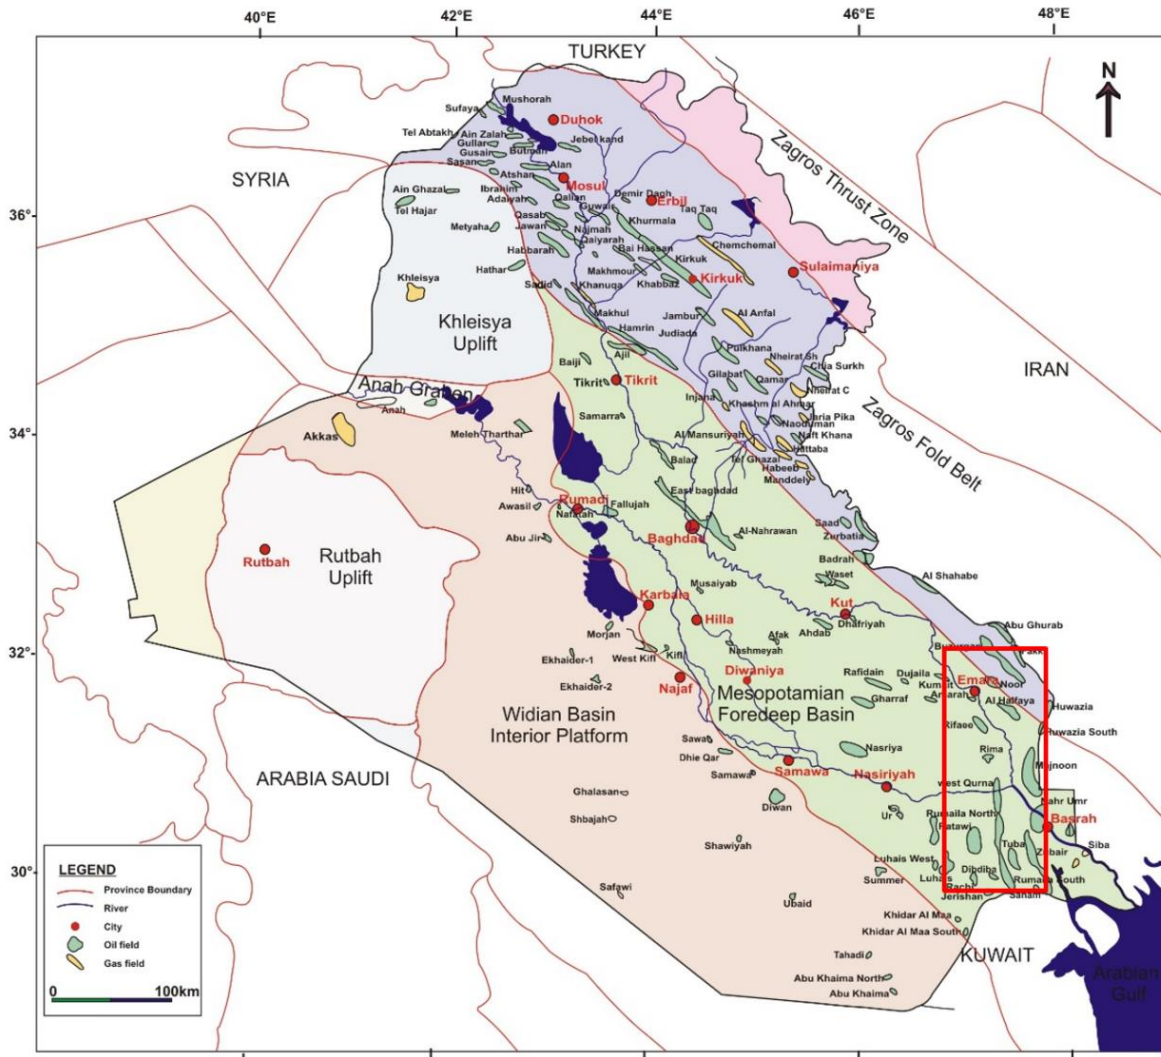 40°E
42°E
44°E
46°E
48°E
TURKEY
N
Mushorah
Sufaya
Duhok
Tel Abtakh
Ain Zalah
Gullar
Butmah
Jebel kand
Gusair
Sasan
Alan
Atshan
Mosul
SYRIA
Zagros Thrust Zone
Ain Ghazal
Ibrahim
Adaiyah
Qalian
Demir Dagh
Erbil
Guwair
Taq Taq
36°
Tel Hajar
Qasab
Khurmala
Jawan
Najmah
Metyaha
Qaiyarah
Chemchemal
Habbarah
Bai Hassan
Kirkuk
Sulaimaniya
Hathar
Makhmour
Kirkuk
Khleisya
Sadid
Khanuqa
Khabbaz
Makhul
Jambur
Al Anfal
Khleisya
Uplift
Hamrin
Judiada
IRAN
Baiji
Ajil
Pulkhana
Nheirat Sh
Chia Surkh
Tikrit
Tikrit
Gilabat
Qamar
Anah Graben
Injana
Nheirat C
Anah
Samarra
Khashm al Ahmar
Jaria Pika
Naoduman
Zagros Fold Belt
34°
Akkas
Meleh Tharthar
Al Mansuriyah
Naft Khana
Hattaba
Balad
Tel Ghazal
Habeeb
Manddely
Hit
East baghdad
Rumadi
Fallujah
Awasil
Nafatah
Saad
Al-Nahrawan
Zurbatia
Abu Jir
Baghdad
Badrah
Rutbah
Rutbah
Uplift
Waset
Al Shahabe
Musaiyab
Karbala
Kut
Hilla
Dhafriyah
Abu Ghurab
Morjan
Afak
Ahdab
32°
West Kifl
Kifl
Nashmeyah
Ekhaider-1
Diwaniya
Rafidain
Dujaila
Emara
Noor
Najaf
Kumait
Ekhaider-2
Mesopotamian
Foredeep Basin
Gharraf
Amarah
Al Halfaya
Huwazia
Widian Basin
Interior Platform
Rifaee
Huwazia South
Sawa
Nasriya
Rima
Dhie Qar
Majnoon
ARABIA SAUDI
Samawa
Samawa
Nasiriyah
west Qurna
Ghalasan
Diwan
Nahr Umr
Ur
Rumaila North
Basrah
Shbajah
Ratawi
Shawiyah
Tuba
Zubair
Siba
30°
Luhais West
Dibdiba
Summer
Luhais
Rachi
Rumaila South
Safawi
Jerishan
Sanam
Ubaid
Khidar Al Maa
Khidar Al Maa South
KUWAIT
Tahadi
Arabian
Gulf
Abu Khaima North
Abu Khaima
LEGEND
Province Boundary
River
City
Oil field
Gas field
0
100km
40°
42°
44°
46°
48°